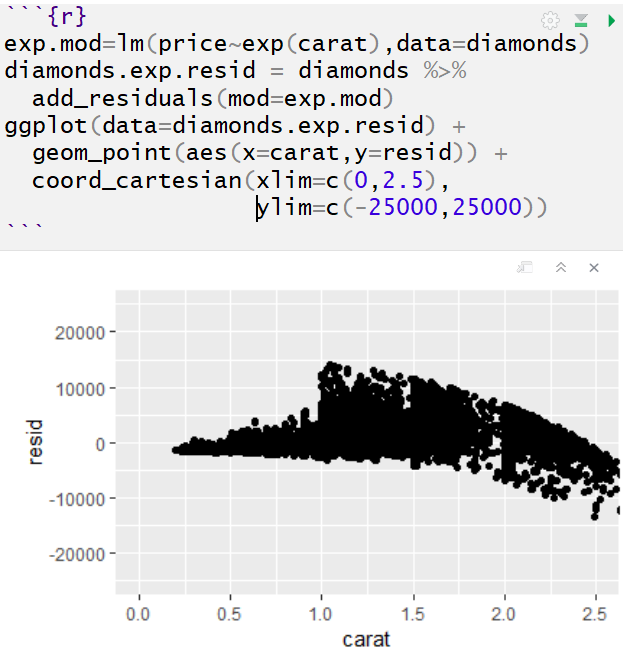 ```{r}
exp.mod=lm(price~exp(carat),data=diamonds)
diamonds.exp.resid = diamonds %>%
  add_residuals(mod=exp.mod)
ggplot(data=diamonds.exp.resid) +
  geom_point(aes(x=carat,y=resid)) +
  coord_cartesian(xlim=c(0,2.5),
                  ylim=c(-25000,25000))
```
20000
10000
0
-10000
-20000
resid
0.0 0.5 1.0 1.5 2.0 2.5
carat